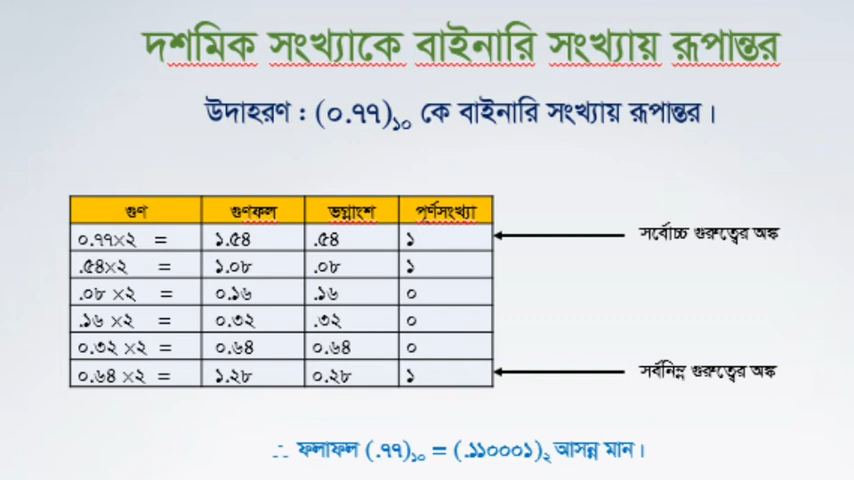 দশমিক সংখ্যাকে বাইনারি সংখ্যায় রূপান্তর
উদাহরণ : (০.৭৭)১০ কে বাইনারি সংখ্যায় রূপান্তর।
গুণ গুণফল ভগ্নাংশ পূর্ণসংখ্যা
০.৭৭×২ = ১.৫৪ .৫৪ ১ সর্বোচ্চ গুরুত্বের অঙ্ক
.৫৪×২ = ১.০৮ .০৮ ১
.০৮ ×২ = ০.১৬ .১৬ ০
.১৬ ×২ = ০.৩২ .৩২ ০
০.৩২ ×২ = ০.৬৪ ০.৬৪ ০
০.৬৪ ×২ = ১.২৮ ০.২৮ ১ সর্বনিম্ন গুরুত্বের অঙ্ক
∴ ফলাফল (.৭৭)১০ = (.১১০০০১)২ আসন্ন মান।